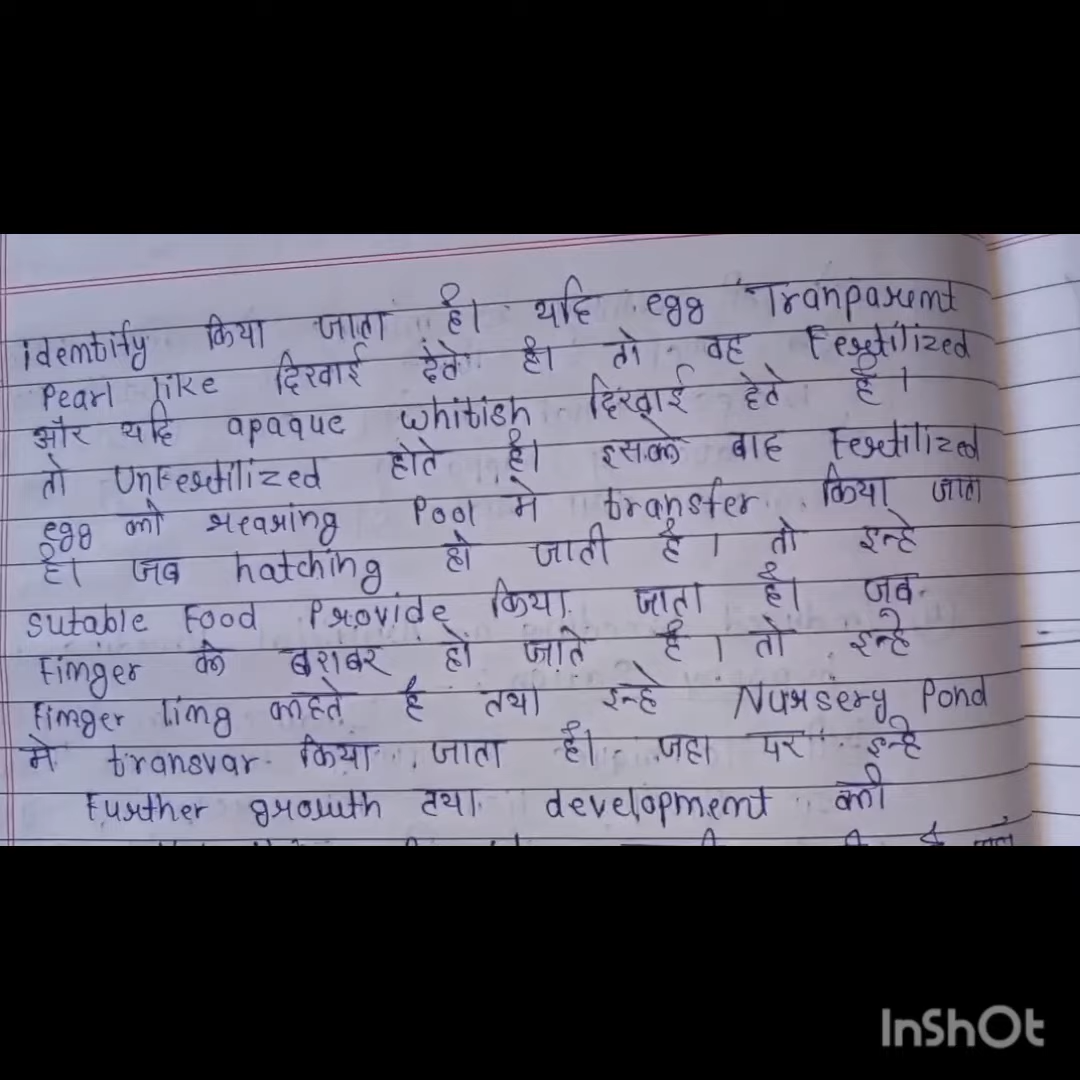 identify किया जाता है। यदि egg Tranparent
Pearl like दिखाई देते है। तो वह Fertilized
और यदि apaque whitish दिखाई देते है।
तो Unfertilized होते है। इसके बाद Fertilized
egg को rearing Pool मे transfer किया जाता
है। जब hatching हो जाती है। तो इन्हे
sutable Food Provide किया जाता है। जब
Finger के बराबर हो जाते है। तो इन्हे
Finger ling कहते है तथा इन्हे Nursery Pond
मे transvar किया जाता है। जहा पर इन्हे
Further growth तथा development की
InShOt